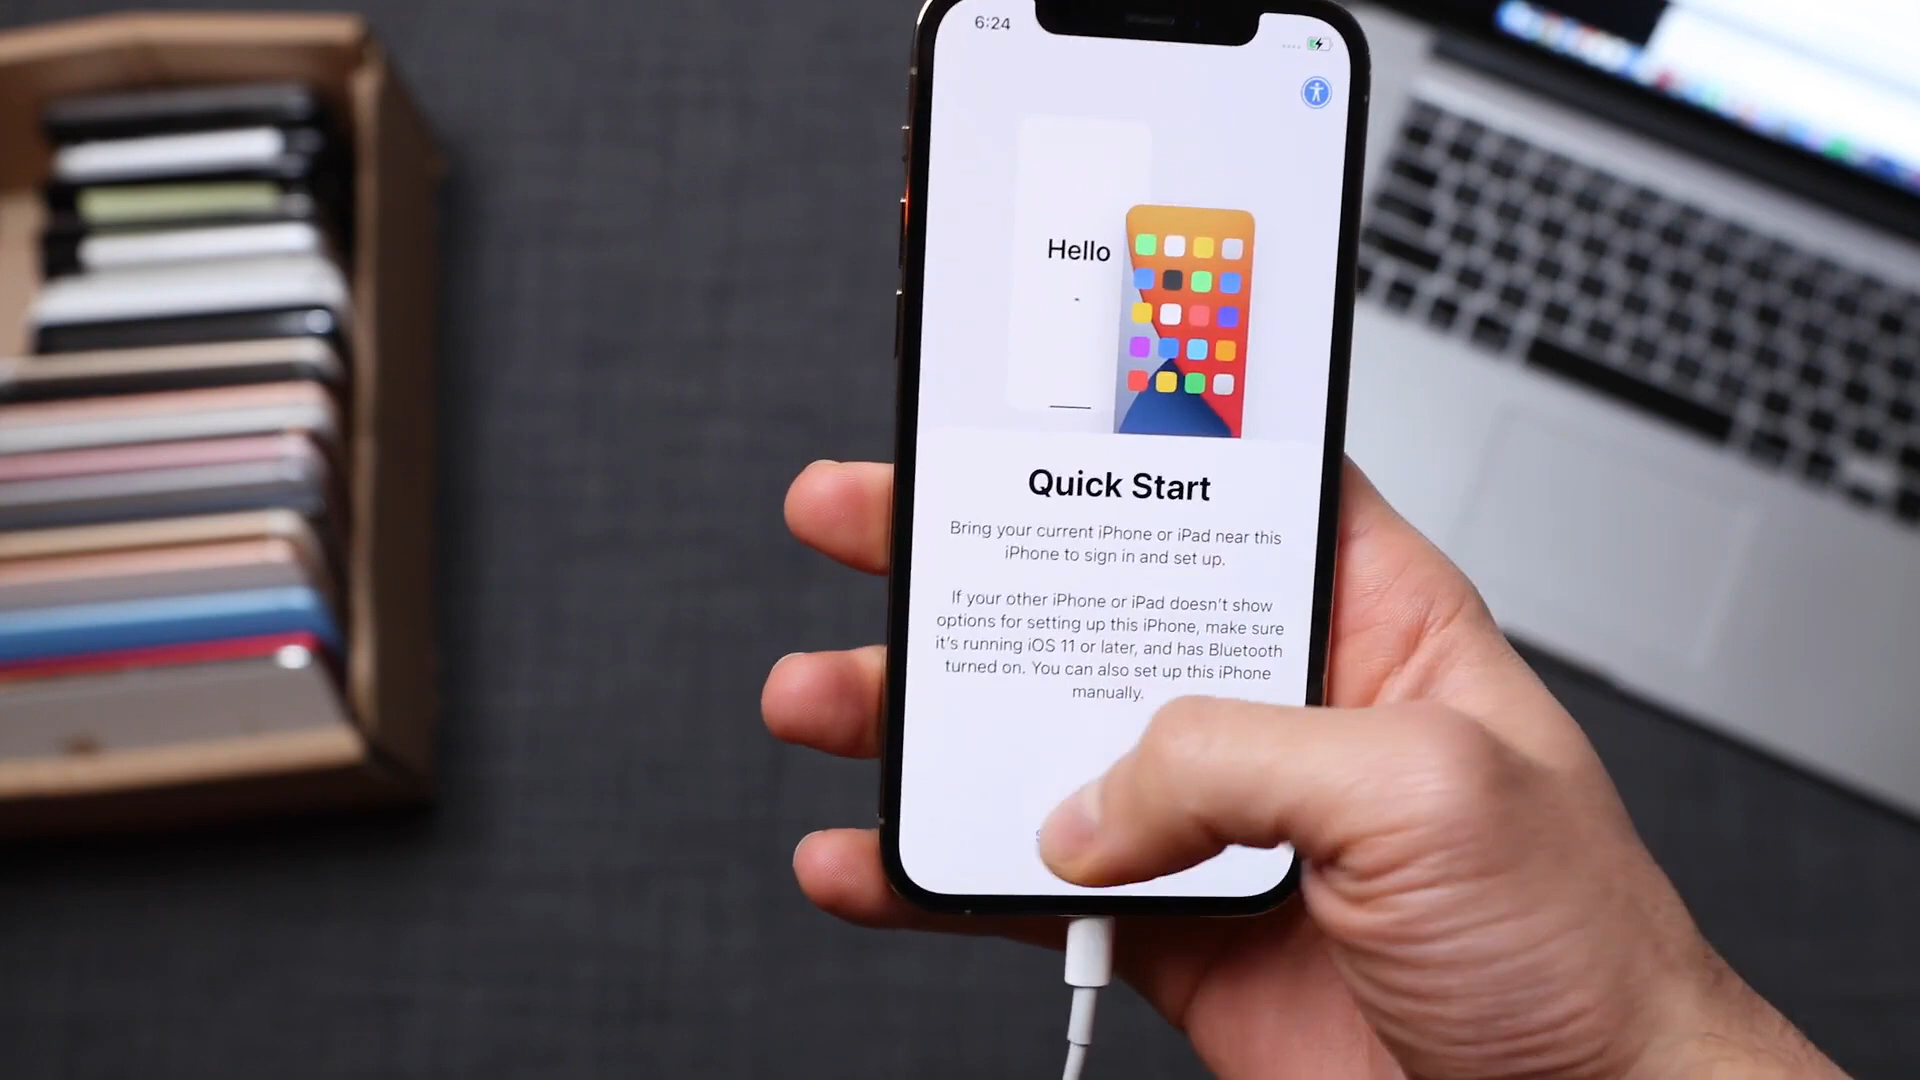 6:24
Hello
Quick Start
Bring your current iPhone or iPad near this
iPhone to sign in and set up.
If your other iPhone or iPad doesn't show
options for setting up this iPhone, make sure
it's running iOS 11 or later, and has Bluetooth
turned on. You can also set up this iPhone
manually.